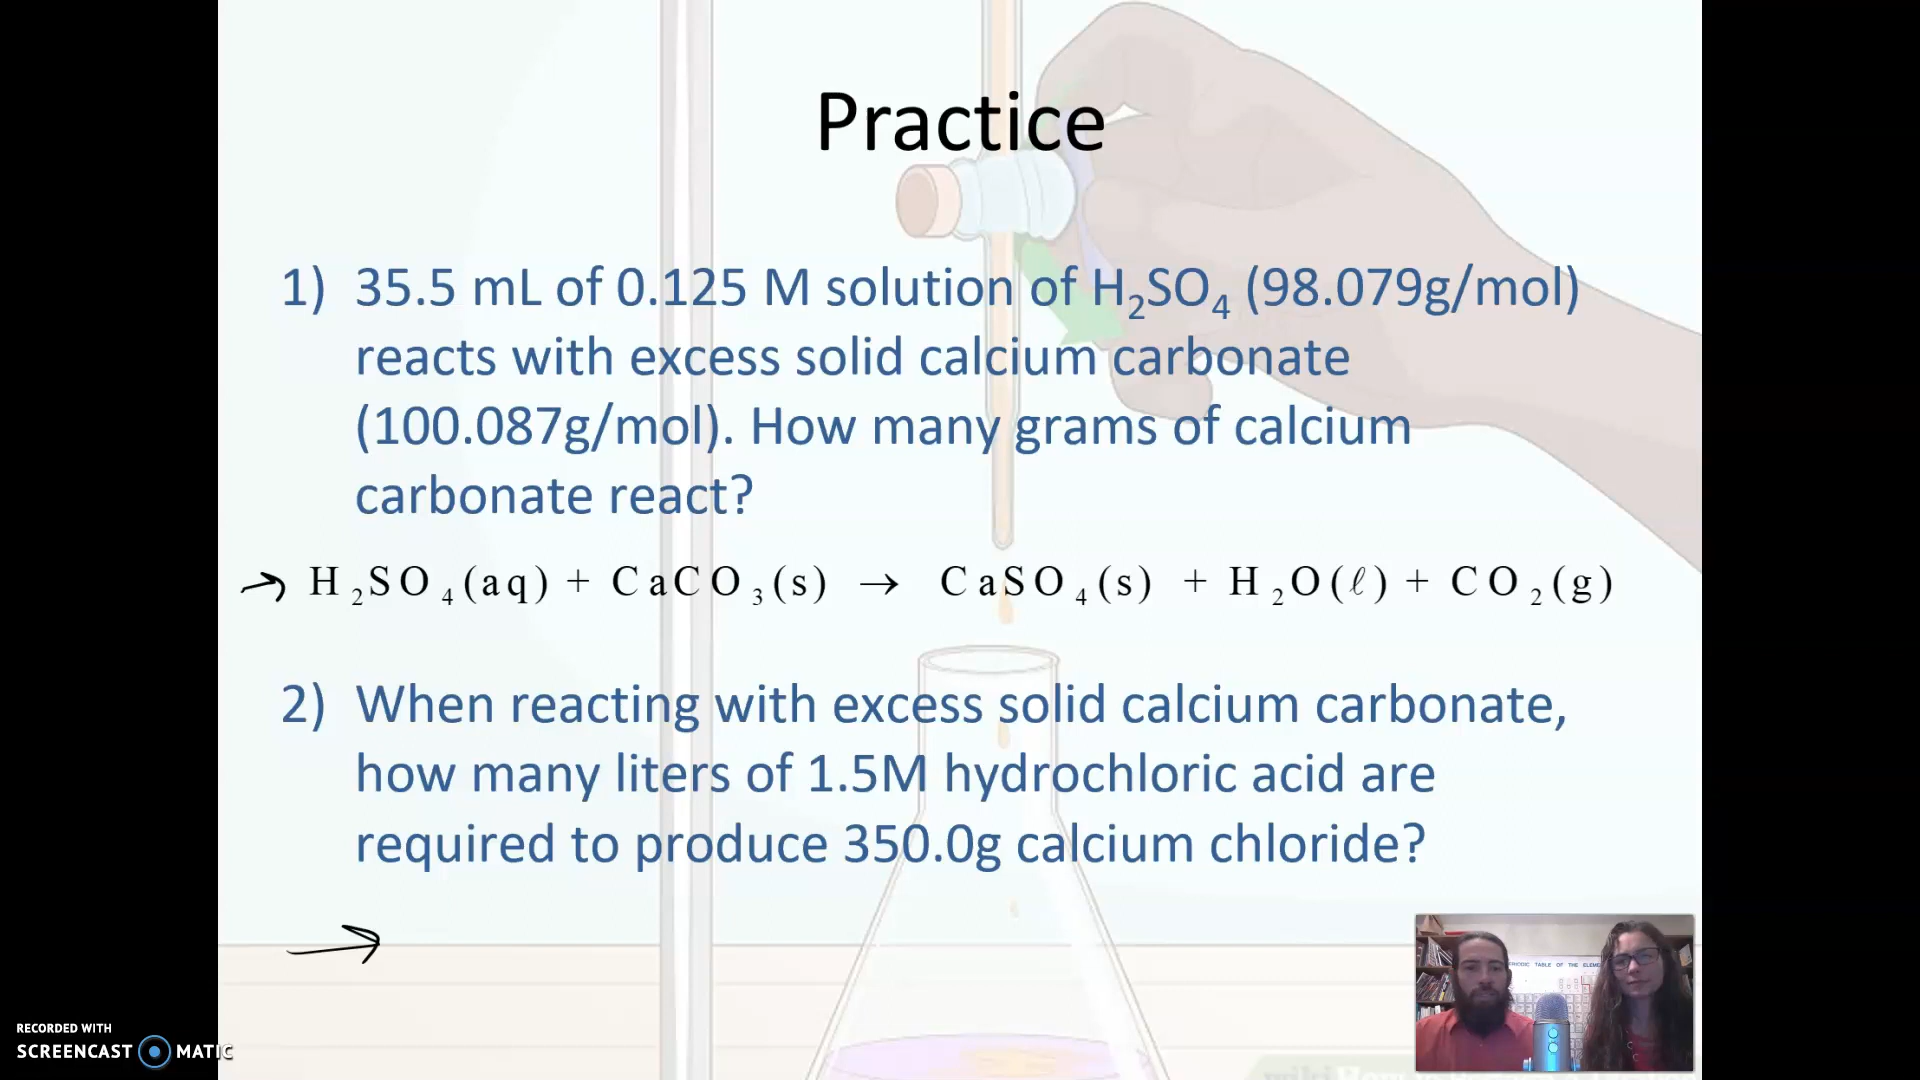 Practice
1) 35.5 mL of 0.125 M solution of H₂SO₄ (98.079g/mol)
reacts with excess solid calcium carbonate
(100.087g/mol). How many grams of calcium
carbonate react?
H₂SO₄(aq) + CaCO₃(s) → CaSO₄(s) + H₂O(ℓ) + CO₂(g)
2) When reacting with excess solid calcium carbonate,
how many liters of 1.5M hydrochloric acid are
required to produce 350.0g calcium chloride?
TABLE OF THE
RECORDED WITH
SCREENCAST MATIC